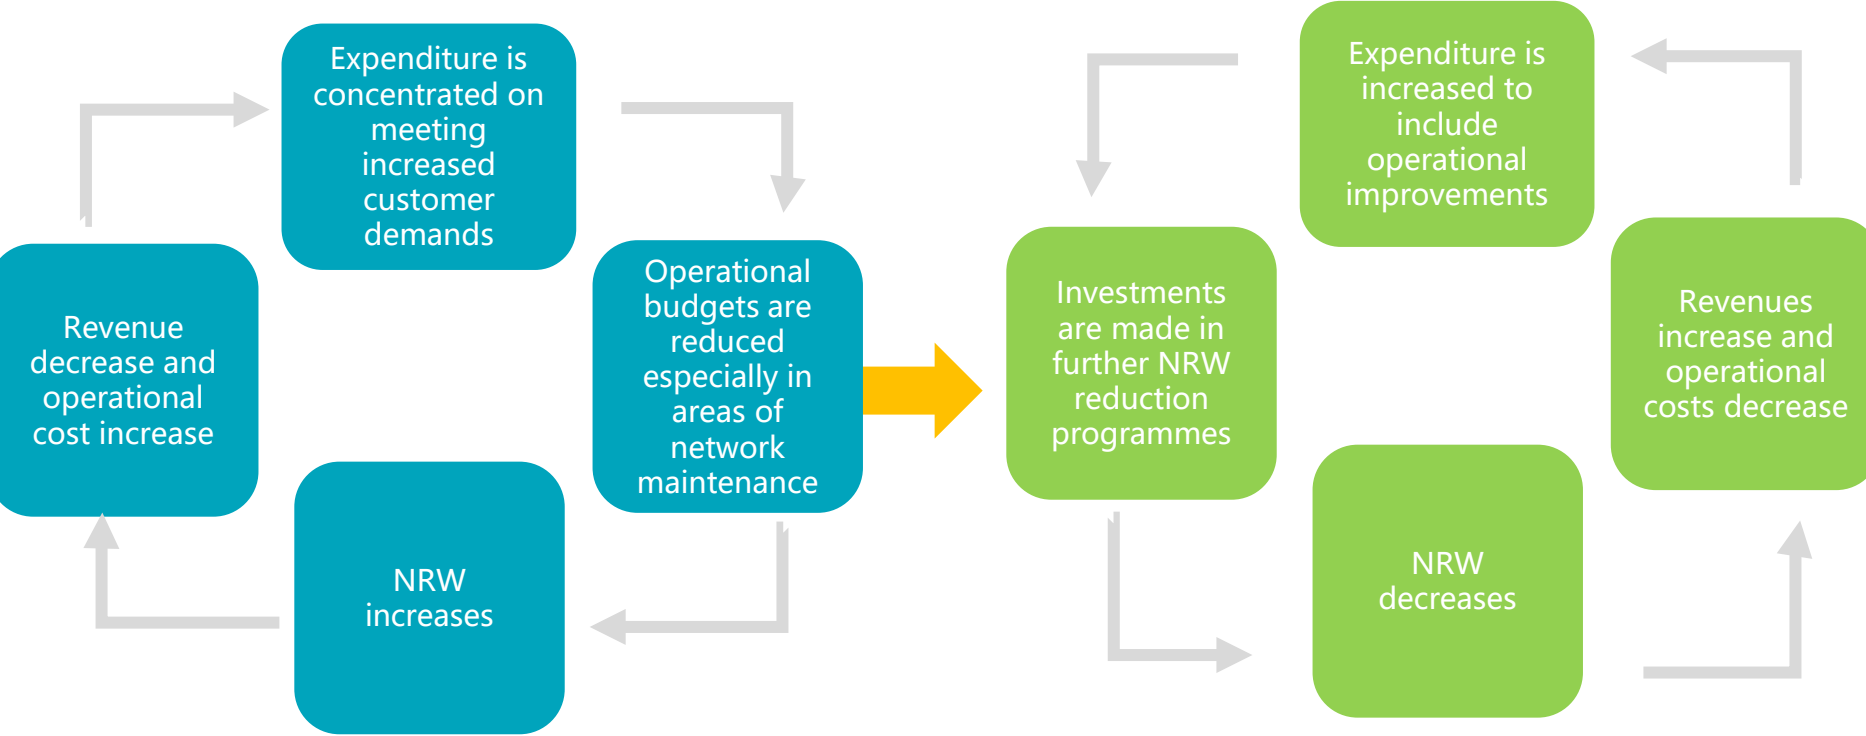 Expenditure is
concentrated on
meeting
increased
customer
demands
Operational
budgets are
reduced
especially in
areas of
network
maintenance
NRW
increases
Revenue
decrease and
operational
cost increase
Expenditure is
increased to
include
operational
improvements
Investments
are made in
further NRW
reduction
programmes
NRW
decreases
Revenues
increase and
operational
costs decrease